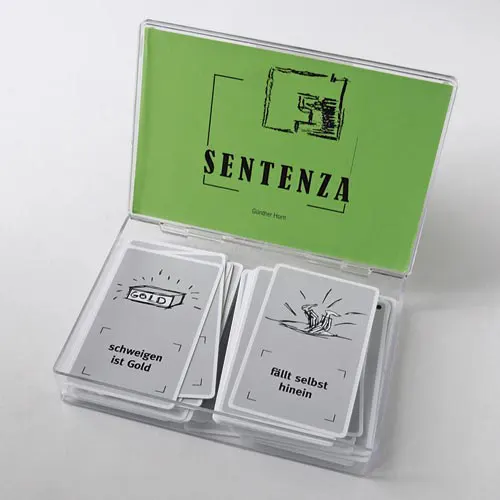 SENTENZA
Günther Horn
GOLD
schweigen
ist Gold
fällt selbst
hinein